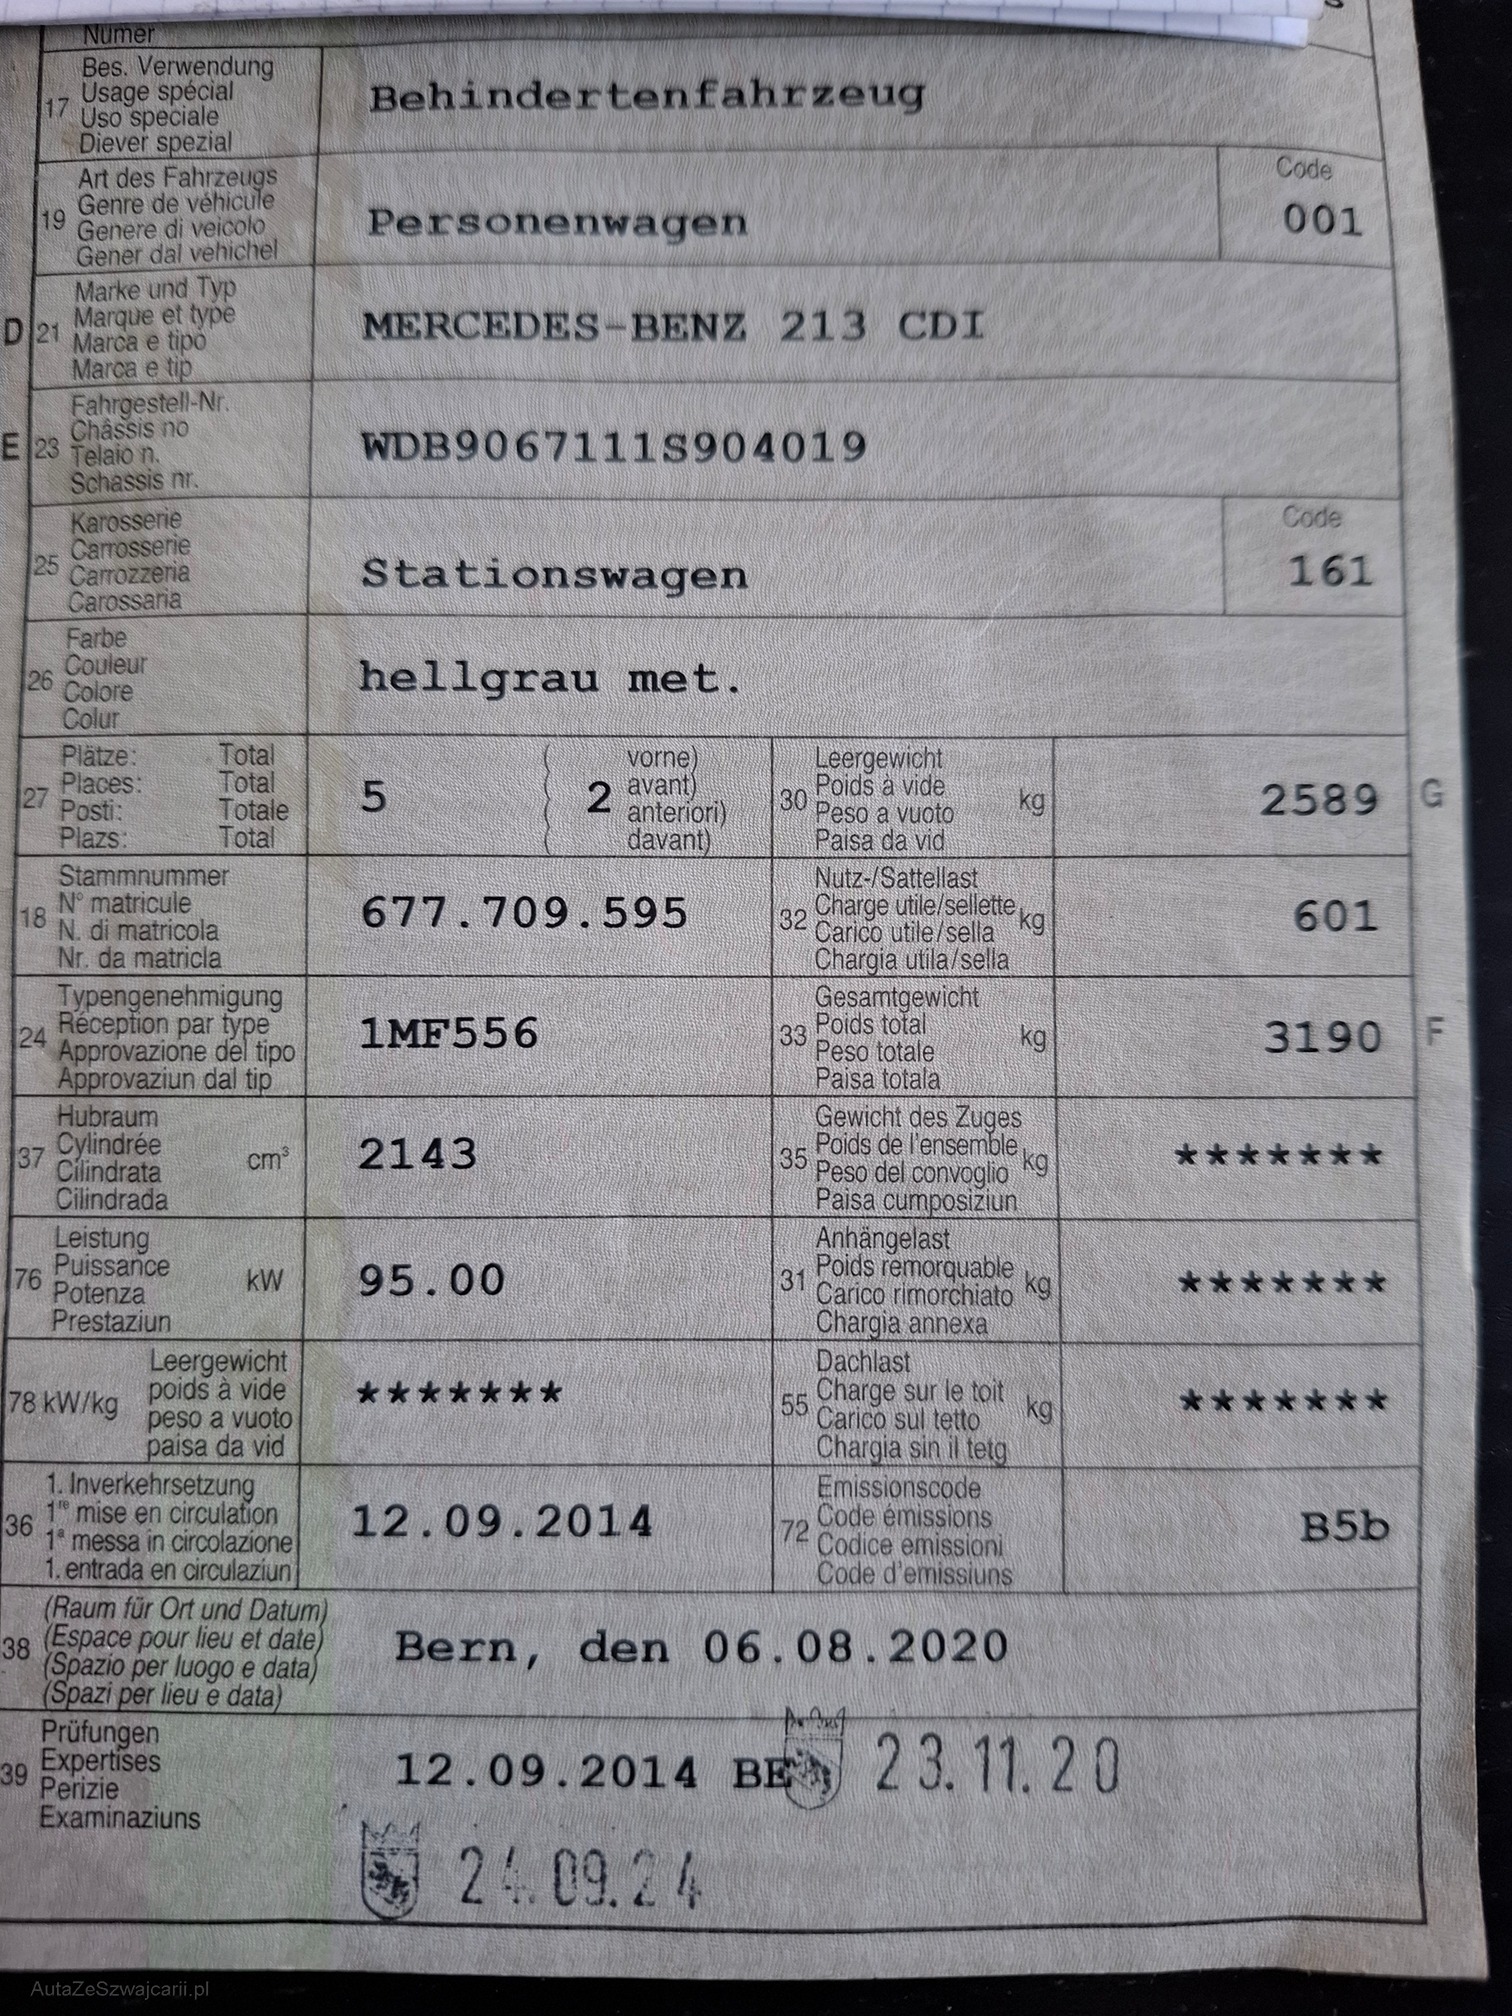 Numer
17 Bes. Verwendung
Usage spécial
Uso speciale
Diever spezial
Behindertenfahrzeug
19 Art des Fahrzeugs
Genre de véhicule
Genere di veicolo
Gener dal vehichel
Personenwagen
Code
001
D 21 Marke und Typ
Marque et type
Marca e tipo
Marca e tip
MERCEDES-BENZ 213 CDI
E 23 Fahrgestell-Nr.
Châssis no
Telaio n.
Schassis nr.
WDB9067111S904019
25 Karosserie
Carrosserie
Carrozzeria
Carossaria
Stationswagen
Code
161
26 Farbe
Couleur
Colore
Colur
hellgrau met.
27 Plätze: Total
Places: Total
Posti: Totale
Plazs: Total
5 ( 2 vorne)
( avant)
( anteriori)
( davant)
30 Leergewicht
Poids à vide
Peso a vuoto
Paisa da vid
kg
2589 G
18 Stammnummer
N° matricule
N. di matricola
Nr. da matricla
677.709.595
32 Nutz-/Sattellast
Charge utile/sellette
Carico utile/sella
Chargia utila/sella
kg
601
24 Typengenehmigung
Réception par type
Approvazione del tipo
Approvaziun dal tip
1MF556
33 Gesamtgewicht
Poids total
Peso totale
Paisa totala
kg
3190 F
37 Hubraum
Cylindrée
Cilindrata
Cilindrada
cm³
2143
35 Gewicht des Zuges
Poids de l'ensemble
Peso del convoglio
Paisa cumposiziun
kg
*******
76 Leistung
Puissance
Potenza
Prestaziun
kW
95.00
31 Anhängelast
Poids remorquable
Carico rimorchiato
Chargia annexa
kg
*******
78 kW/kg Leergewicht
poids à vide
peso a vuoto
paisa da vid
*******
55 Dachlast
Charge sur le toit
Carico sul tetto
Chargia sin il tetg
kg
*******
36 1. Inverkehrsetzung
1re mise en circulation
1a messa in circolazione
1. entrada en circulaziun
12.09.2014
72 Emissionscode
Code émissions
Codice emissioni
Code d'emissiuns
B5b
38 (Raum für Ort und Datum)
(Espace pour lieu et date)
(Spazio per luogo e data)
(Spazi per lieu e data)
Bern, den 06.08.2020
39 Prüfungen
Expertises
Perizie
Examinaziuns
12.09.2014 BE 23.11.20
24.09.24
AutaZeSzwajcarii.pl